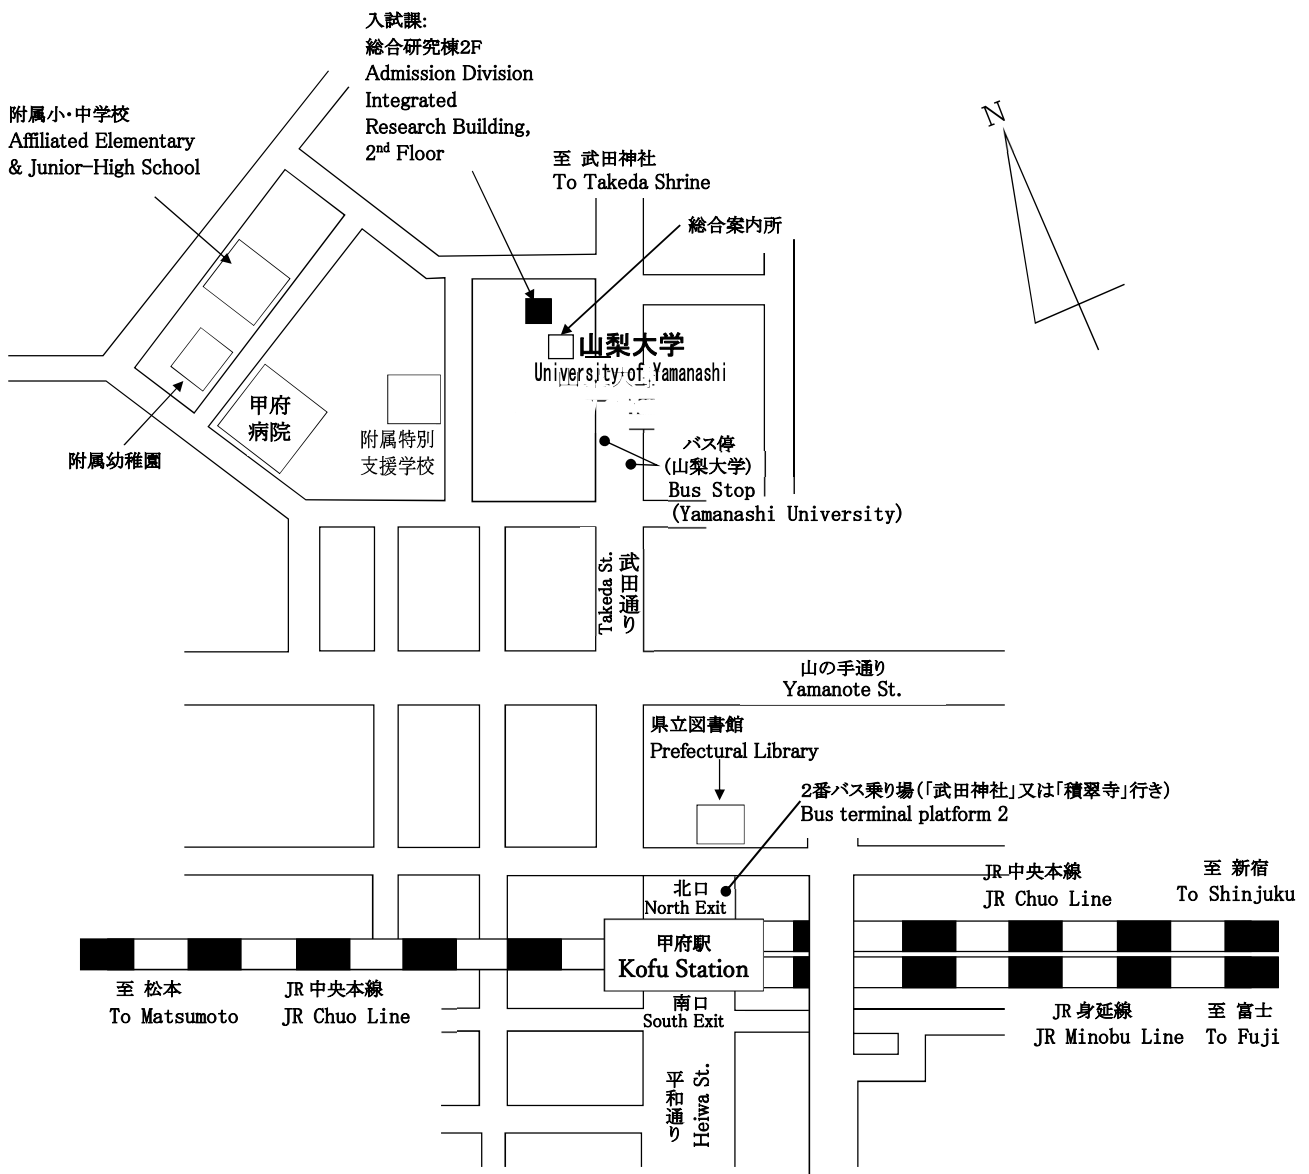 入試課:
総合研究棟2F
Admission Division
Integrated
Research Building,
2nd Floor
附属小・中学校
Affiliated Elementary
& Junior-High School
至 武田神社
To Takeda Shrine
N
総合案内所
山梨大学
University of Yamanashi
甲府
病院
附属特別
支援学校
附属幼稚園
バス停
(山梨大学)
Bus Stop
(Yamanashi University)
Takeda St.
武田通り
山の手通り
Yamanote St.
県立図書館
Prefectural Library
2番バス乗り場(「武田神社」又は「積翠寺」行き)
Bus terminal platform 2
北口
North Exit
JR 中央本線
JR Chuo Line
至 新宿
To Shinjuku
甲府駅
Kofu Station
至 松本
To Matsumoto
JR 中央本線
JR Chuo Line
南口
South Exit
JR 身延線
JR Minobu Line
至 富士
To Fuji
平和通り
Heiwa St.